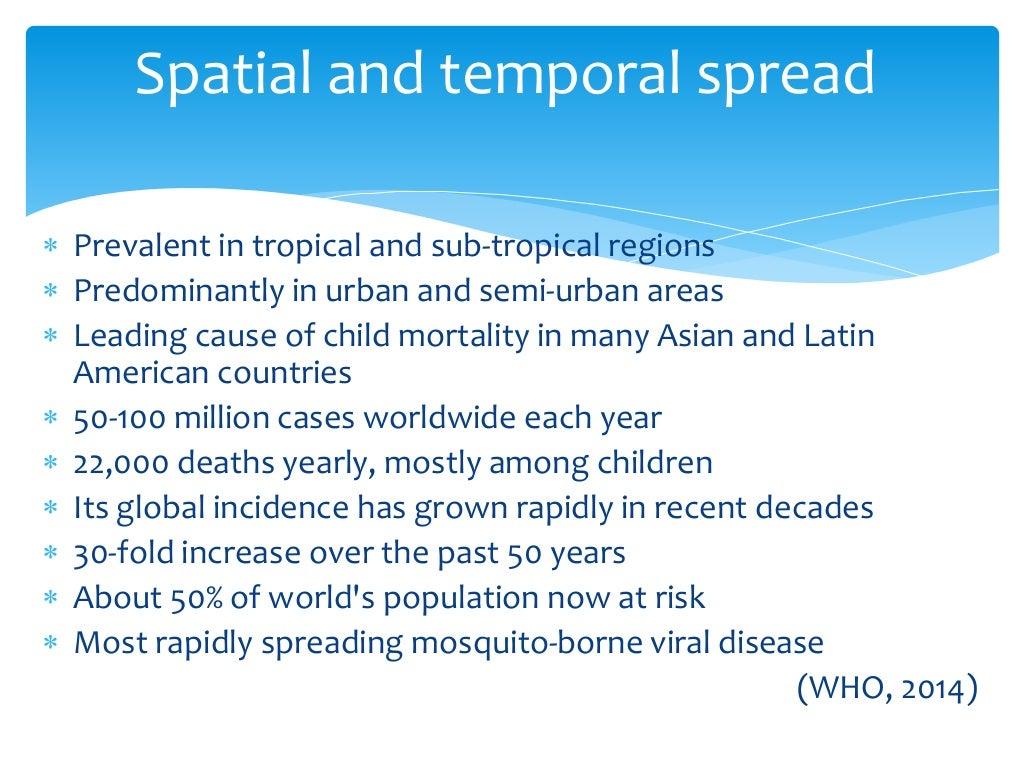 Spatial and temporal spread
* Prevalent in tropical and sub-tropical regions
* Predominantly in urban and semi-urban areas
* Leading cause of child mortality in many Asian and Latin
American countries
* 50-100 million cases worldwide each year
* 22,000 deaths yearly, mostly among children
* Its global incidence has grown rapidly in recent decades
* 30-fold increase over the past 50 years
* About 50% of world's population now at risk
* Most rapidly spreading mosquito-borne viral disease
(WHO, 2014)